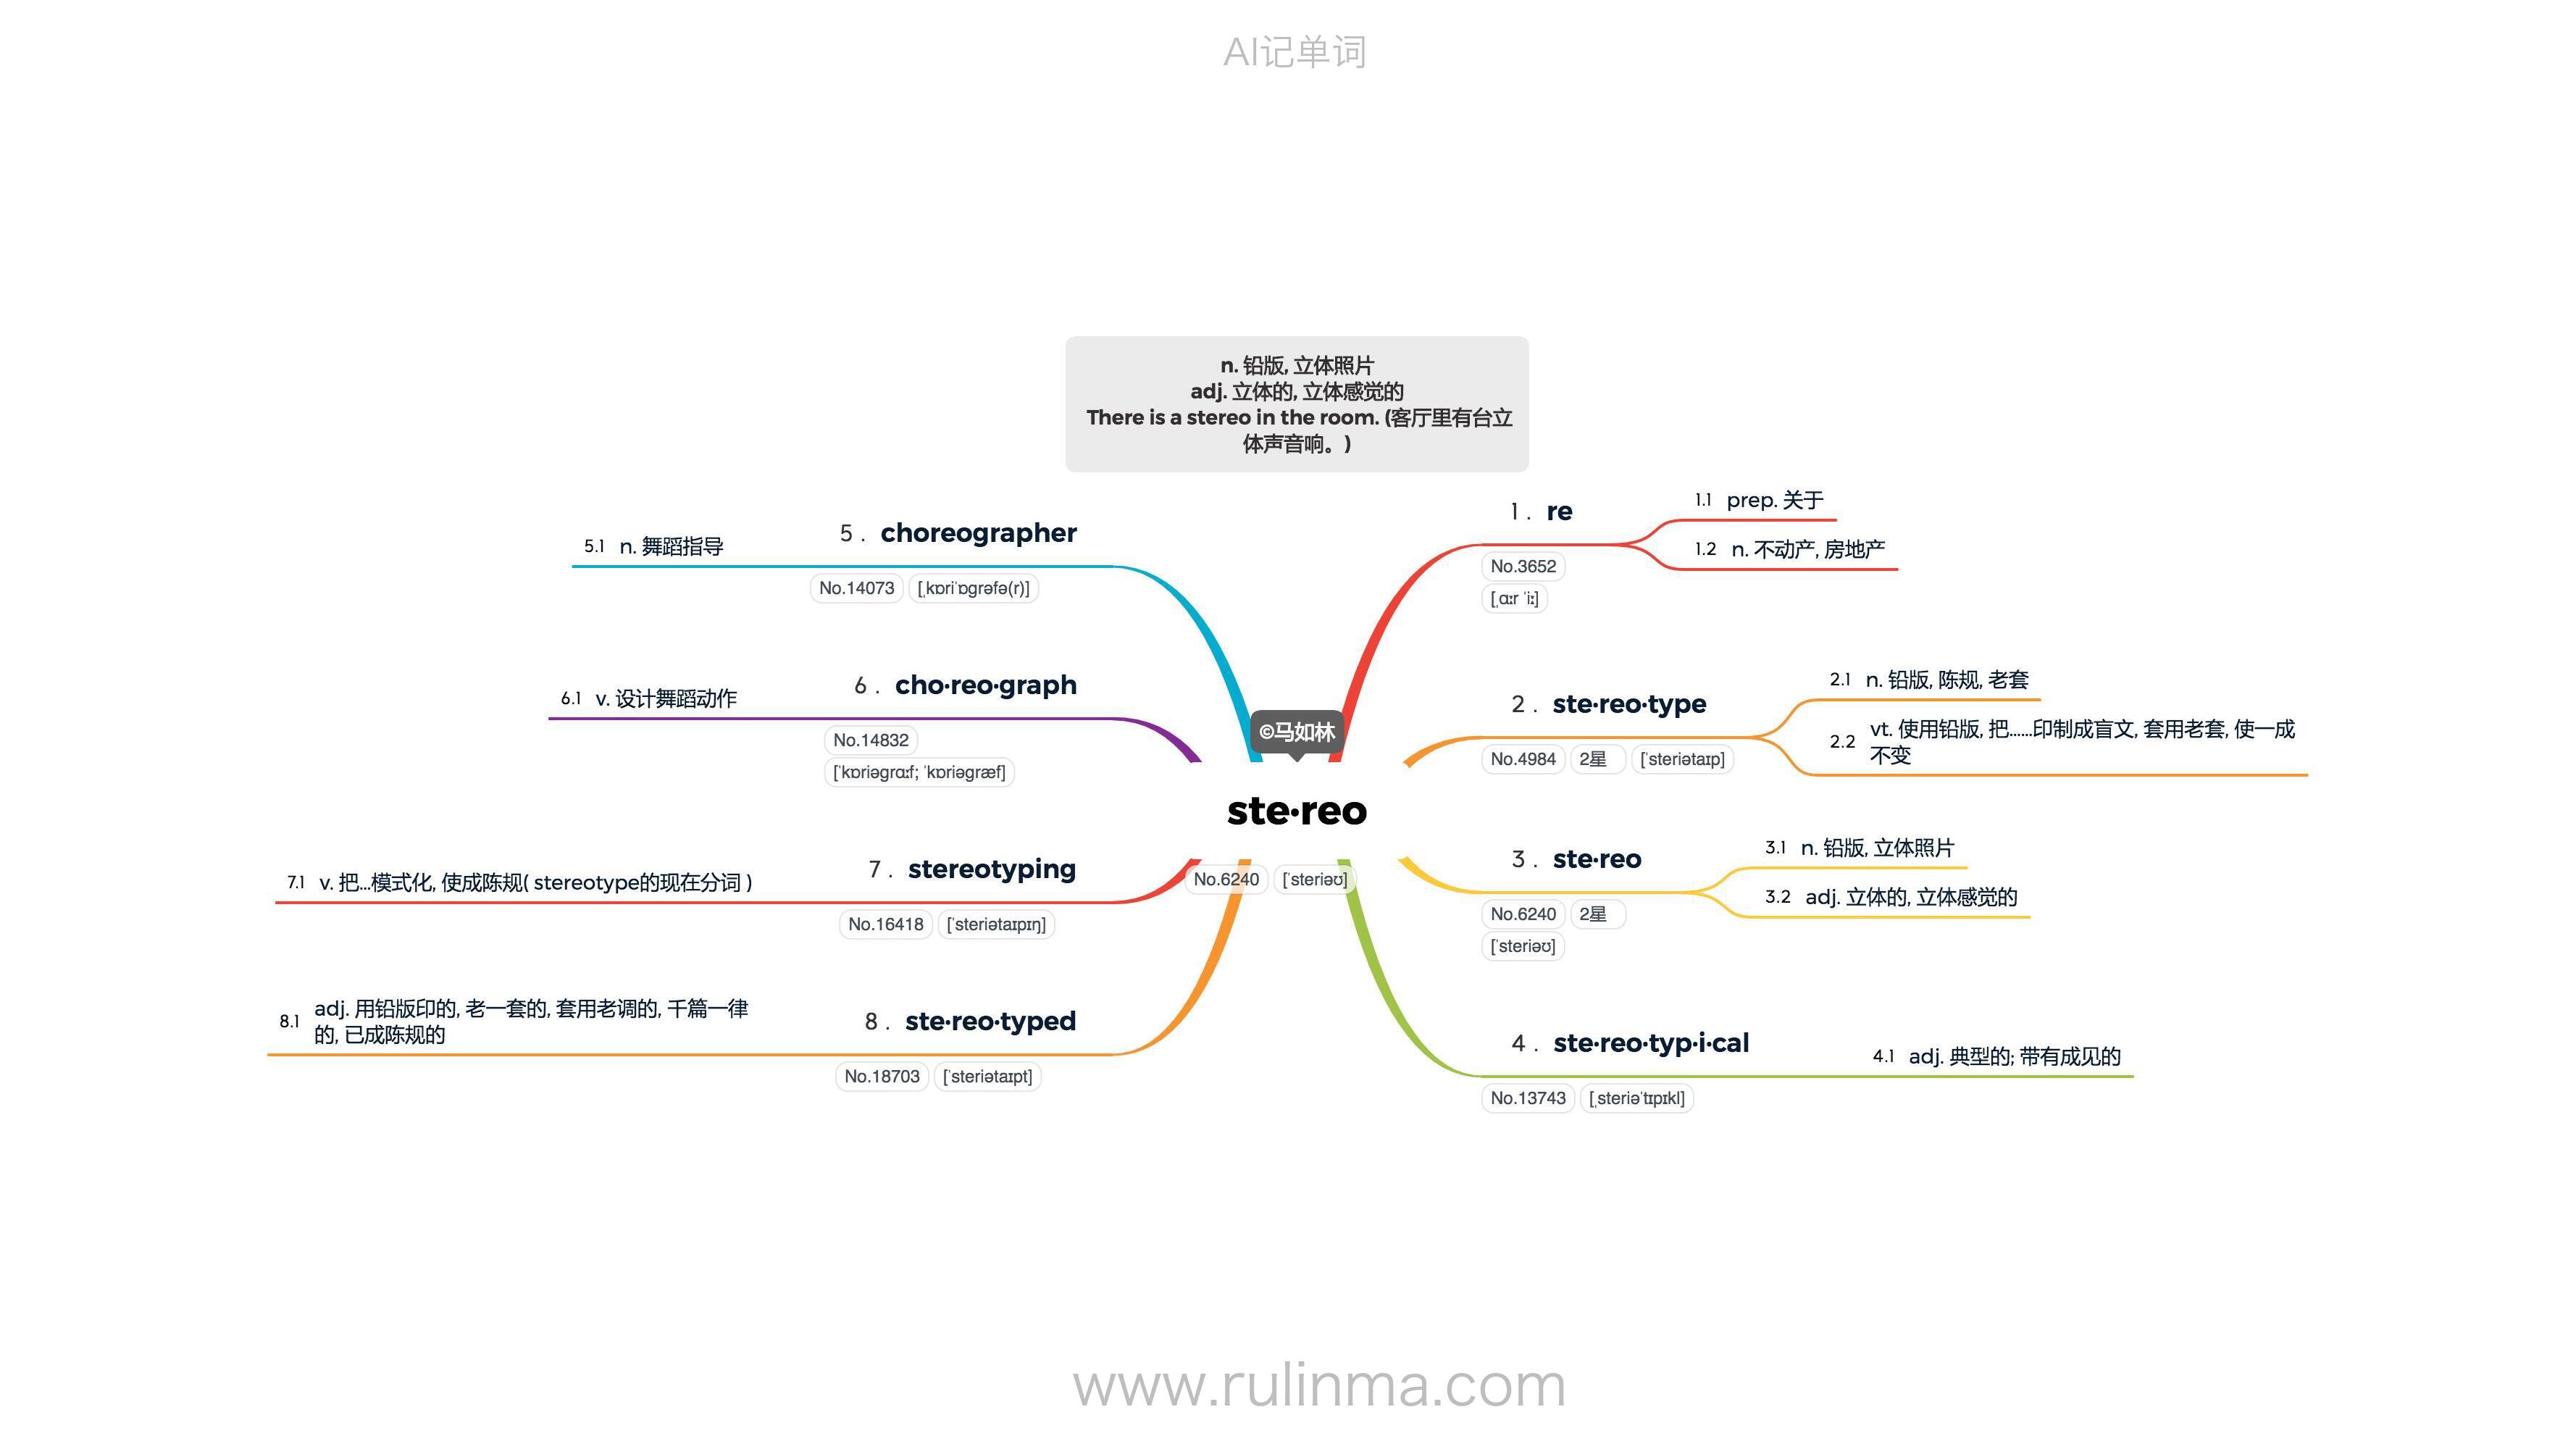 AI记单词
n. 铅版, 立体照片
adj. 立体的, 立体感觉的
There is a stereo in the room. (客厅里有台立
体声音响。)
©马如林
ste·reo
No.6240 [ˈsteriəʊ]
1. re
No.3652
[ˌɑːr ˈiː]
1.1 prep. 关于
1.2 n. 不动产, 房地产
2. ste·reo·type
No.4984 2星 [ˈsteriətaɪp]
2.1 n. 铅版, 陈规, 老套
2.2 vt. 使用铅版, 把......印制成盲文, 套用老套, 使一成
不变
3. ste·reo
No.6240 2星
[ˈsteriəʊ]
3.1 n. 铅版, 立体照片
3.2 adj. 立体的, 立体感觉的
4. ste·reo·typ·i·cal
No.13743 [ˌsteriəˈtɪpɪkl]
4.1 adj. 典型的; 带有成见的
5. choreographer
No.14073 [ˌkɒriˈɒɡrəfə(r)]
5.1 n. 舞蹈指导
6. cho·reo·graph
No.14832
[ˈkɒriəɡrɑːf; ˈkɒriəɡræf]
6.1 v. 设计舞蹈动作
7. stereotyping
No.16418 [ˈsteriətaɪpɪŋ]
7.1 v. 把...模式化, 使成陈规( stereotype的现在分词 )
8. ste·reo·typed
No.18703 [ˈsteriətaɪpt]
8.1 adj. 用铅版印的, 老一套的, 套用老调的, 千篇一律
的, 已成陈规的
www.rulinma.com